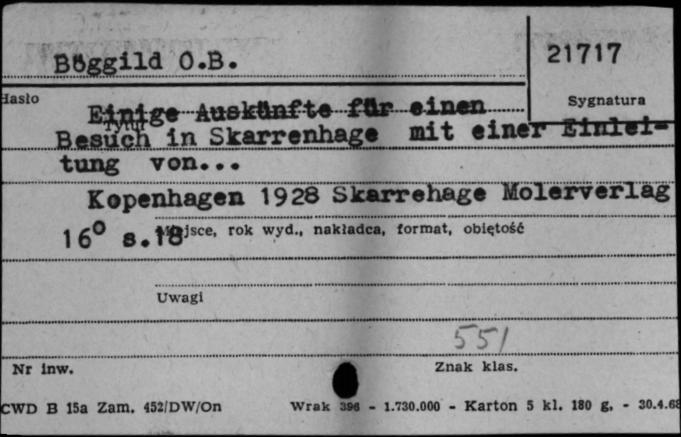 Böggild O.B.
21717
Hasło
Sygnatura
Einige Auskünfte für einen
Tytuł
Besuch in Skarrenhage mit einer Einlei-
tung von...
Kopenhagen 1928 Skarrehage Molerverlag
16° s.18
Miejsce, rok wyd., nakładca, format, objętość
Uwagi
551
Nr inw.
Znak klas.
CWD B 15a Zam. 452/DW/On
Wrak 396 - 1.730.000 - Karton 5 kl. 180 g. - 30.4.68